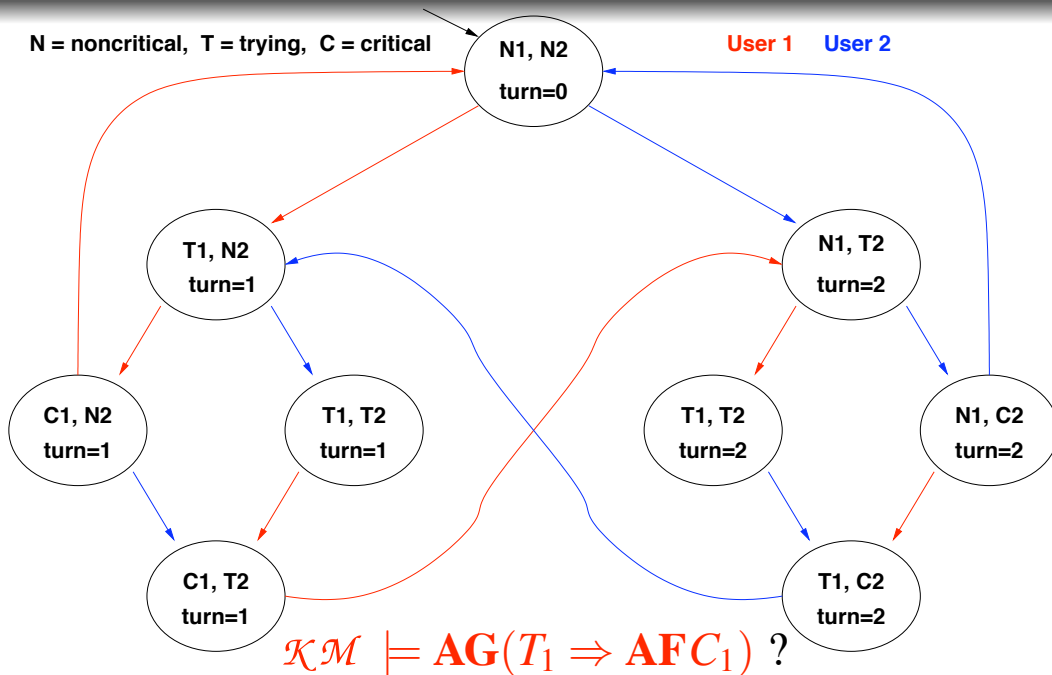 N = noncritical, T = trying, C = critical
User 1 User 2
N1, N2
turn=0
T1, N2
turn=1
N1, T2
turn=2
C1, N2
turn=1
T1, T2
turn=1
T1, T2
turn=2
N1, C2
turn=2
C1, T2
turn=1
T1, C2
turn=2
𝒦ℳ |= AG(T₁ ⇒ AFC₁) ?